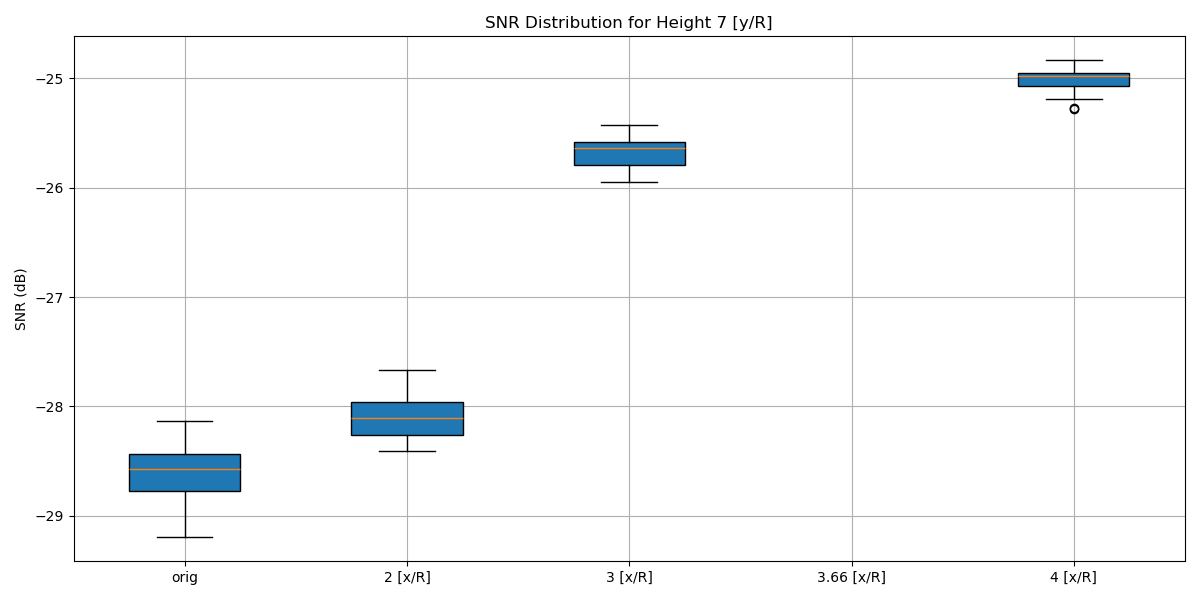 SNR Distribution for Height 7 [y/R]
SNR (dB)
−25
−26
−27
−28
−29
orig
2 [x/R]
3 [x/R]
3.66 [x/R]
4 [x/R]